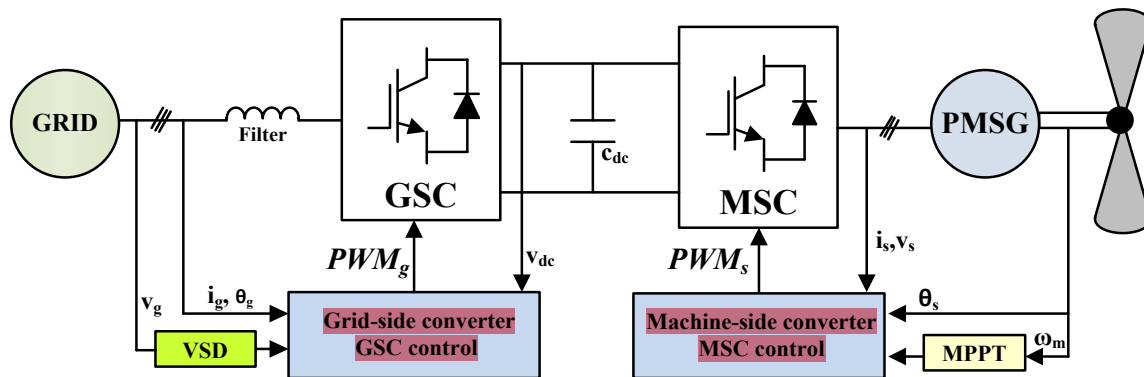 GRID
Filter
GSC
c_dc
MSC
PMSG
PWM_g
v_dc
PWM_s
i_s,v_s
v_g
i_g, θ_g
θ_s
Grid-side converter
GSC control
Machine-side converter
MSC control
VSD
MPPT
ω_m